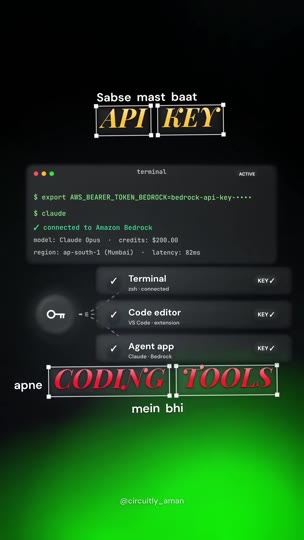 Sabse mast baat
API KEY
terminal
ACTIVE
$ export AWS_BEARER_TOKEN_BEDROCK=bedrock-api-key-••••
$ claude
✓ connected to Amazon Bedrock
model: Claude Opus · credits: $200.00
region: ap-south-1 (Mumbai) · latency: 82ms
✓ Terminal KEY ✓
zsh · connected
✓ Code editor KEY ✓
VS Code · extension
✓ Agent app KEY ✓
Claude · Bedrock
apne CODING TOOLS
mein bhi
@circuitly_aman